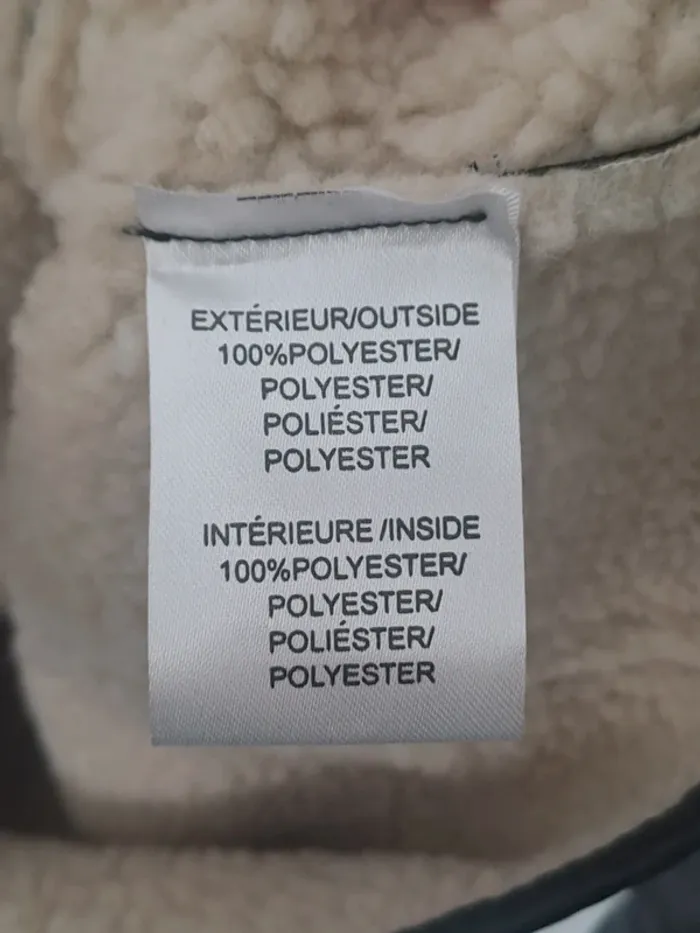 EXTÉRIEUR/OUTSIDE
100%POLYESTER/
POLYESTER/
POLIÉSTER/
POLYESTER
INTÉRIEURE /INSIDE
100%POLYESTER/
POLYESTER/
POLIÉSTER/
POLYESTER